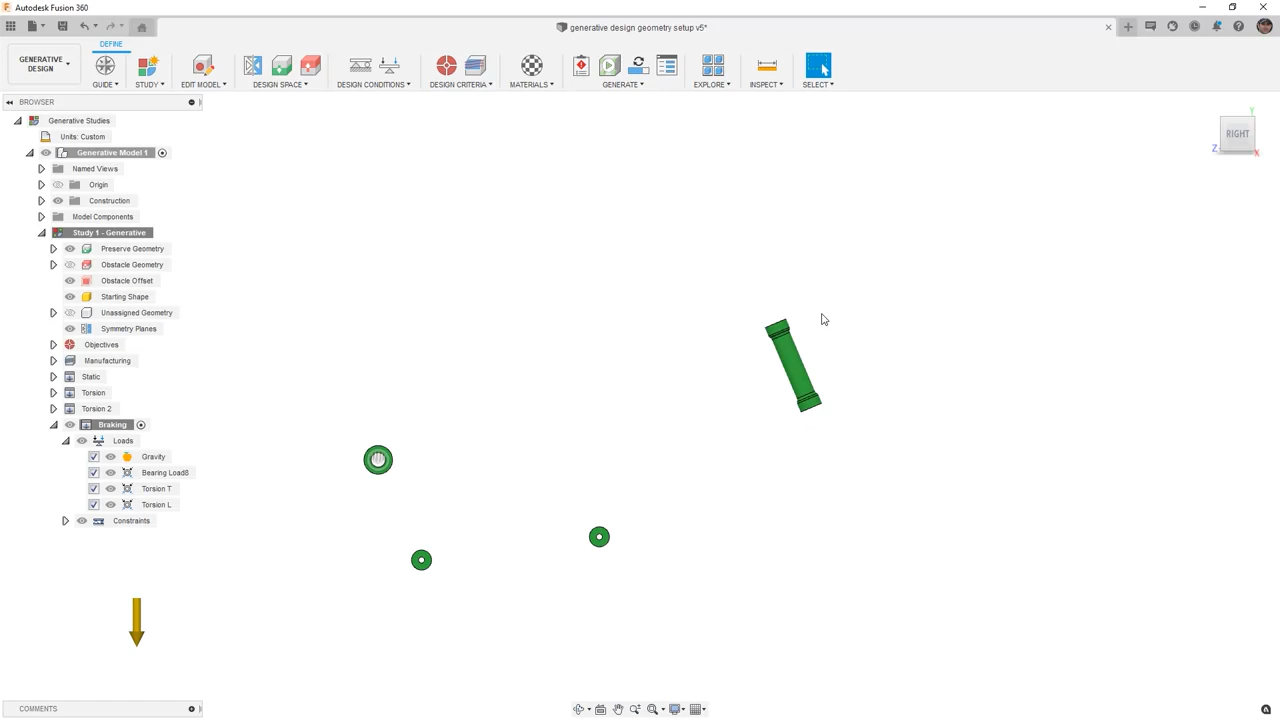 Autodesk Fusion 360
generative design geometry setup v5*
DEFINE
GENERATIVE
DESIGN
GUIDE
STUDY
EDIT MODEL
DESIGN SPACE
DESIGN CONDITIONS
DESIGN CRITERIA
MATERIALS
GENERATE
EXPLORE
INSPECT
SELECT
BROWSER
Generative Studies
Units: Custom
Generative Model 1
Named Views
Origin
Construction
Model Components
Study 1 - Generative
Preserve Geometry
Obstacle Geometry
Obstacle Offset
Starting Shape
Unassigned Geometry
Symmetry Planes
Objectives
Manufacturing
Static
Torsion
Torsion 2
Braking
Loads
Gravity
Bearing Load8
Torsion T
Torsion L
Constraints
Y
RIGHT
Z
X
COMMENTS